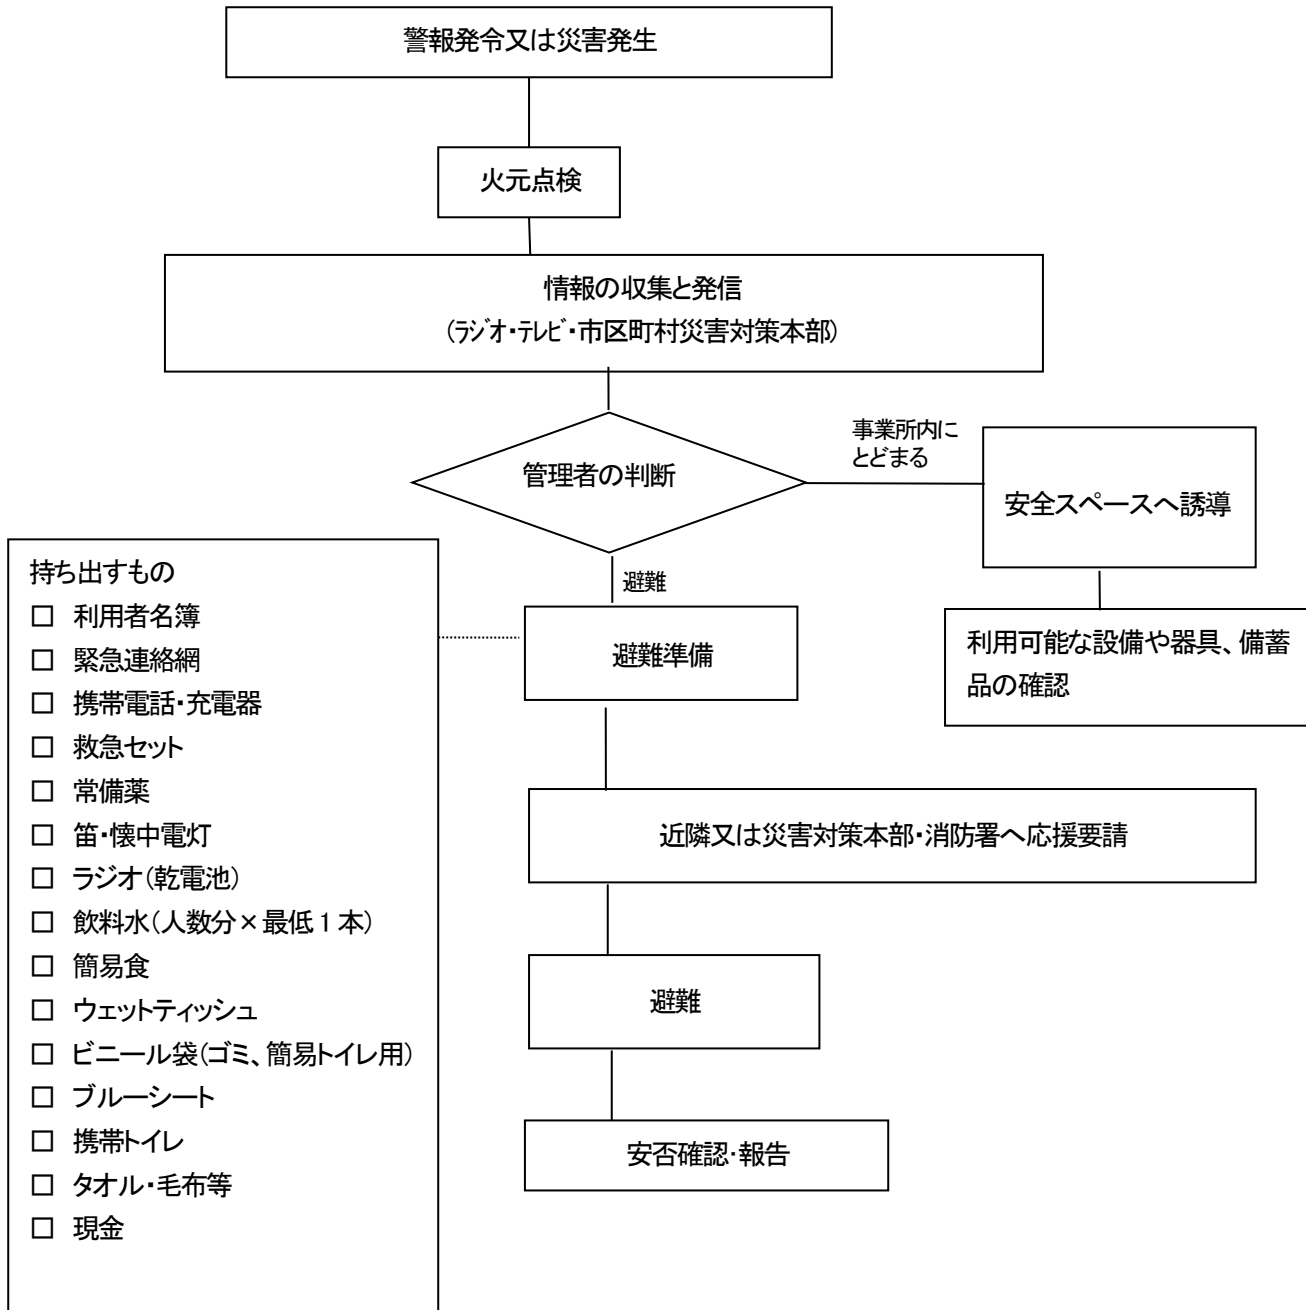 警報発令又は災害発生
火元点検
情報の収集と発信
（ラジオ・テレビ・市区町村災害対策本部）
管理者の判断
事業所内に
とどまる
安全スペースへ誘導
利用可能な設備や器具、備蓄
品の確認
避難
避難準備
近隣又は災害対策本部・消防署へ応援要請
避難
安否確認・報告
持ち出すもの
□ 利用者名簿
□ 緊急連絡網
□ 携帯電話・充電器
□ 救急セット
□ 常備薬
□ 笛・懐中電灯
□ ラジオ（乾電池）
□ 飲料水（人数分×最低1本）
□ 簡易食
□ ウェットティッシュ
□ ビニール袋（ゴミ、簡易トイレ用）
□ ブルーシート
□ 携帯トイレ
□ タオル・毛布等
□ 現金